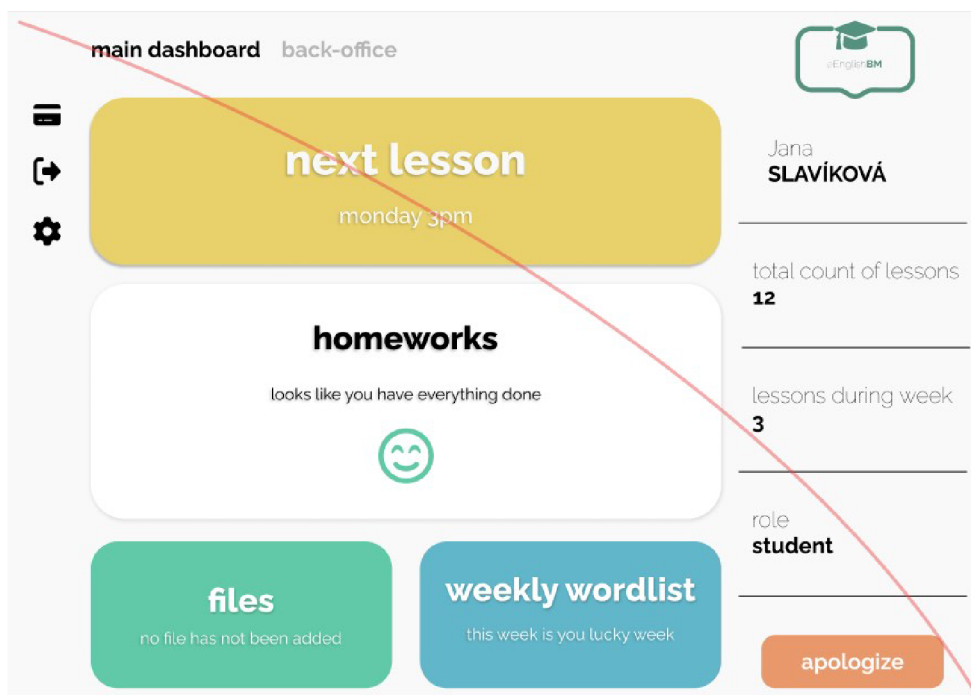 main dashboard back-office
eEnglishBM
next lesson
monday 3pm
homeworks
looks like you have everything done
files
no file has not been added
weekly wordlist
this week is you lucky week
Jana
SLAVÍKOVÁ
total count of lessons
12
lessons during week
3
role
student
apologize